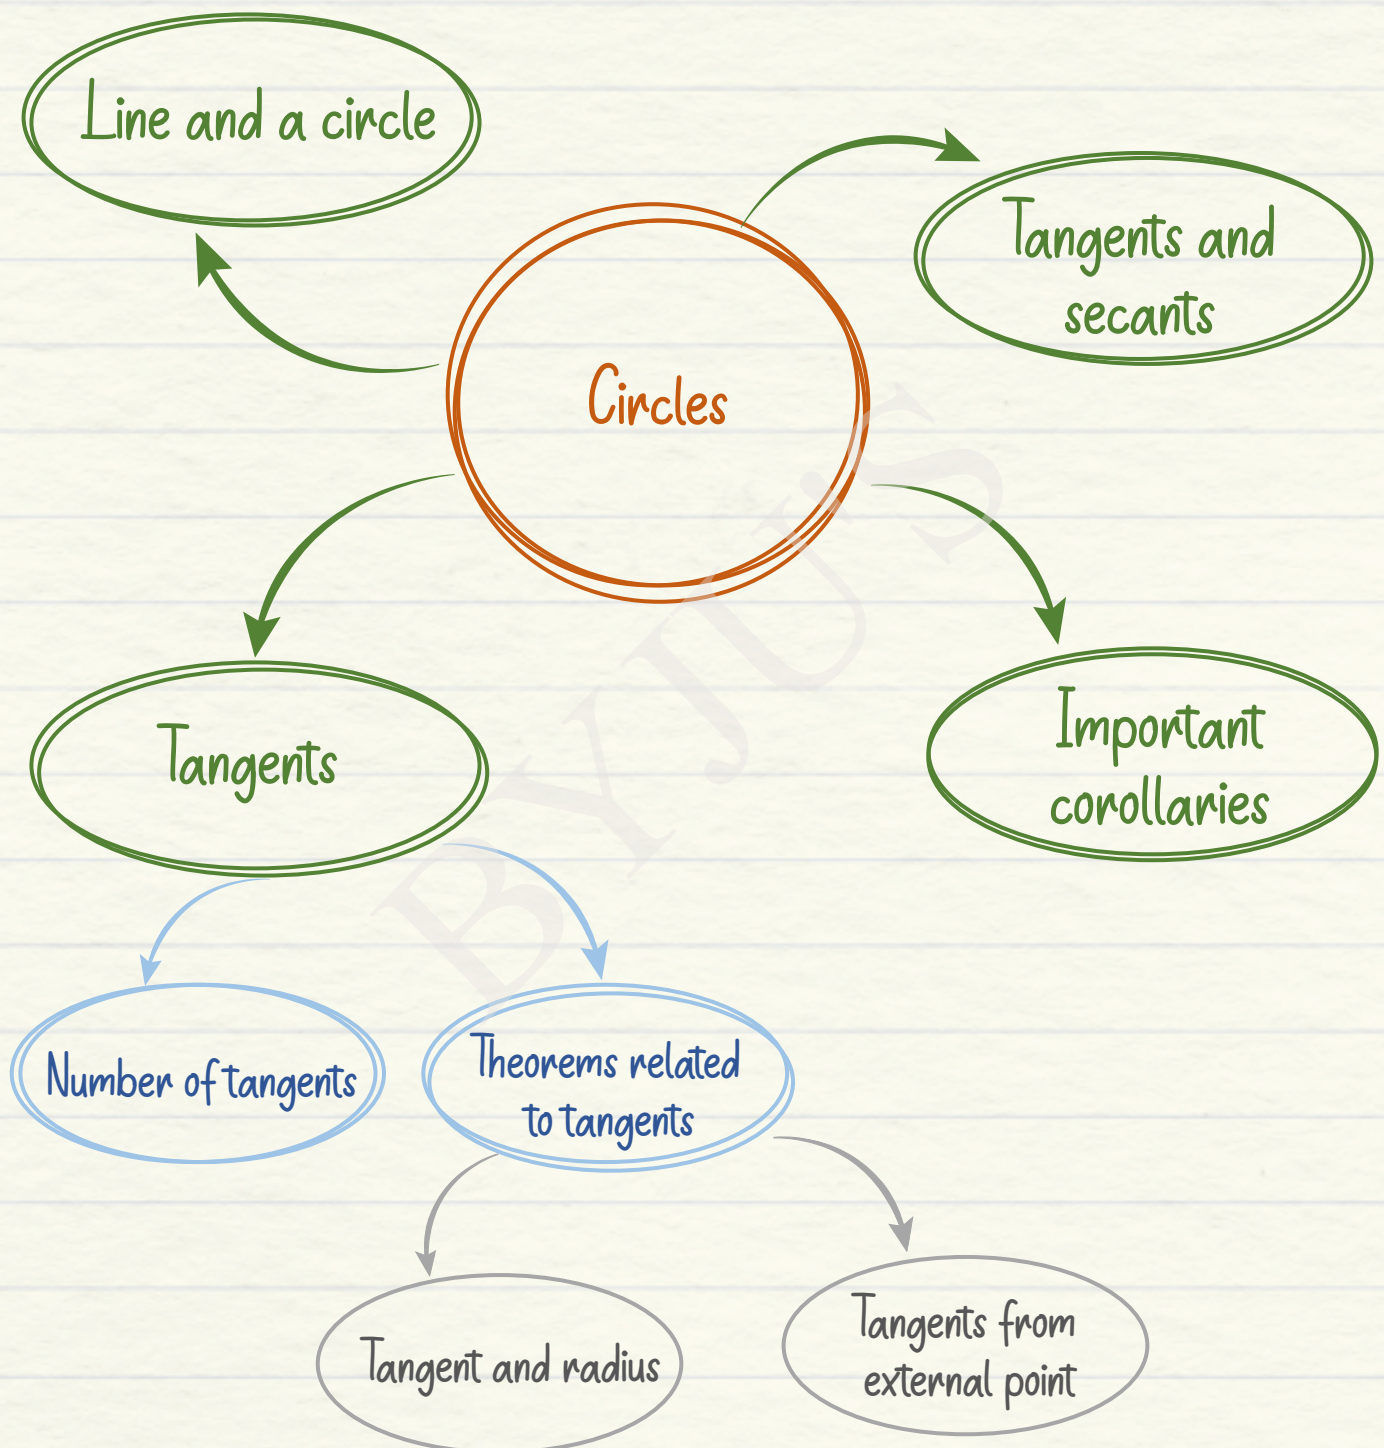 Line and a circle
Tangents and
secants
Circles
Tangents
Important
corollaries
Number of tangents
Theorems related
to tangents
Tangent and radius
Tangents from
external point
BYJU'S